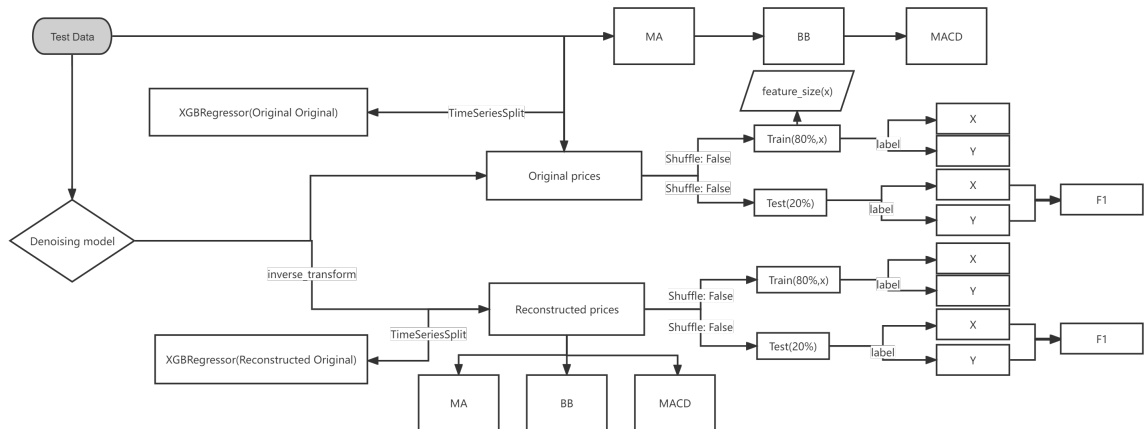 Test Data
MA
BB
MACD
feature_size(x)
XGBRegressor(Original Original)
TimeSeriesSplit
Train(80%,x)
label
X
Y
Shuffle: False
Original prices
Shuffle: False
Test(20%)
label
X
Y
F1
Denoising model
inverse_transform
Reconstructed prices
Shuffle: False
Train(80%,x)
label
X
Y
Shuffle: False
TimeSeriesSplit
Test(20%)
label
X
Y
F1
XGBRegressor(Reconstructed Original)
MA
BB
MACD